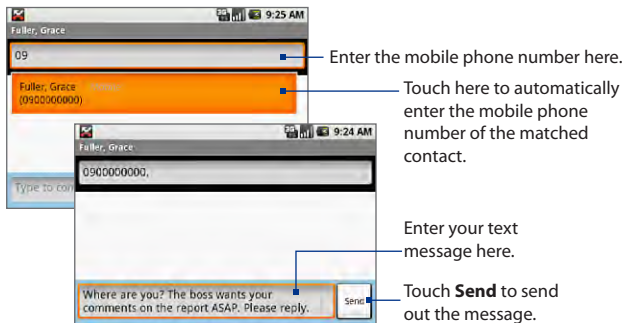 9:25 AM
Fuller, Grace
09
Enter the mobile phone number here.
Fuller, Grace
(0900000000)
Touch here to automatically
enter the mobile phone
number of the matched
contact.
9:24 AM
Fuller, Grace
0900000000,
Type to com
Enter your text
message here.
Where are you? The boss wants your
comments on the report ASAP. Please reply.
Send
Touch Send to send
out the message.